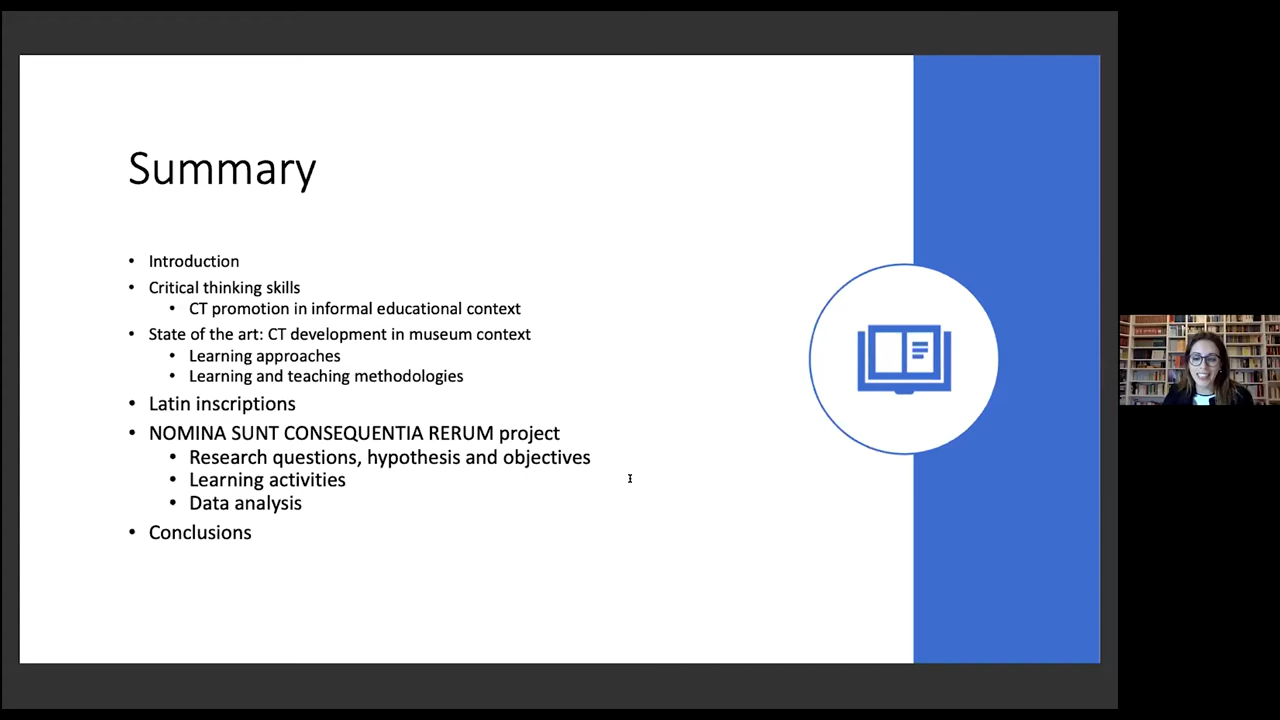 Summary
• Introduction
• Critical thinking skills
• CT promotion in informal educational context
• State of the art: CT development in museum context
• Learning approaches
• Learning and teaching methodologies
• Latin inscriptions
• NOMINA SUNT CONSEQUENTIA RERUM project
• Research questions, hypothesis and objectives
• Learning activities
• Data analysis
• Conclusions